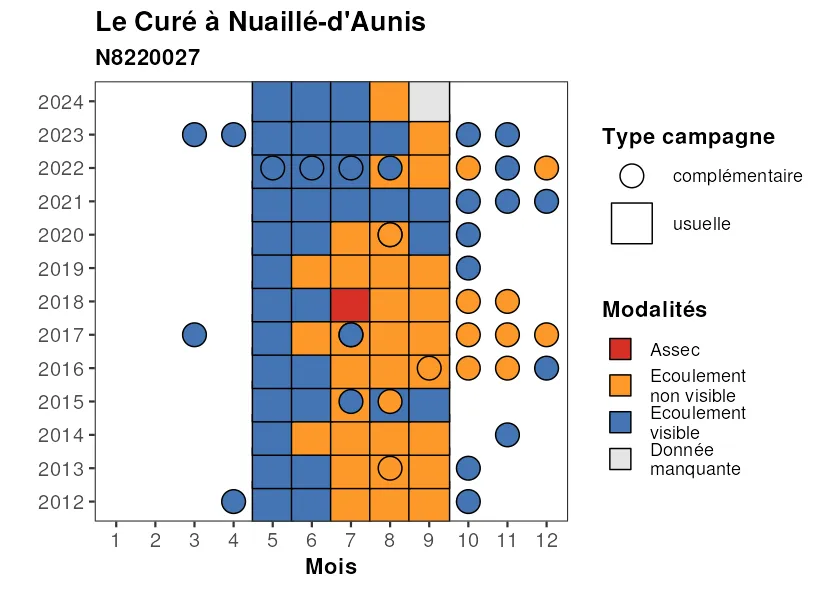 Le Curé à Nuaillé-d'Aunis
N8220027
2024
2023
2022
2021
2020
2019
2018
2017
2016
2015
2014
2013
2012
1 2 3 4 5 6 7 8 9 10 11 12
Mois
Type campagne
complémentaire
usuelle
Modalités
Assec
Ecoulement
non visible
Ecoulement
visible
Donnée
manquante